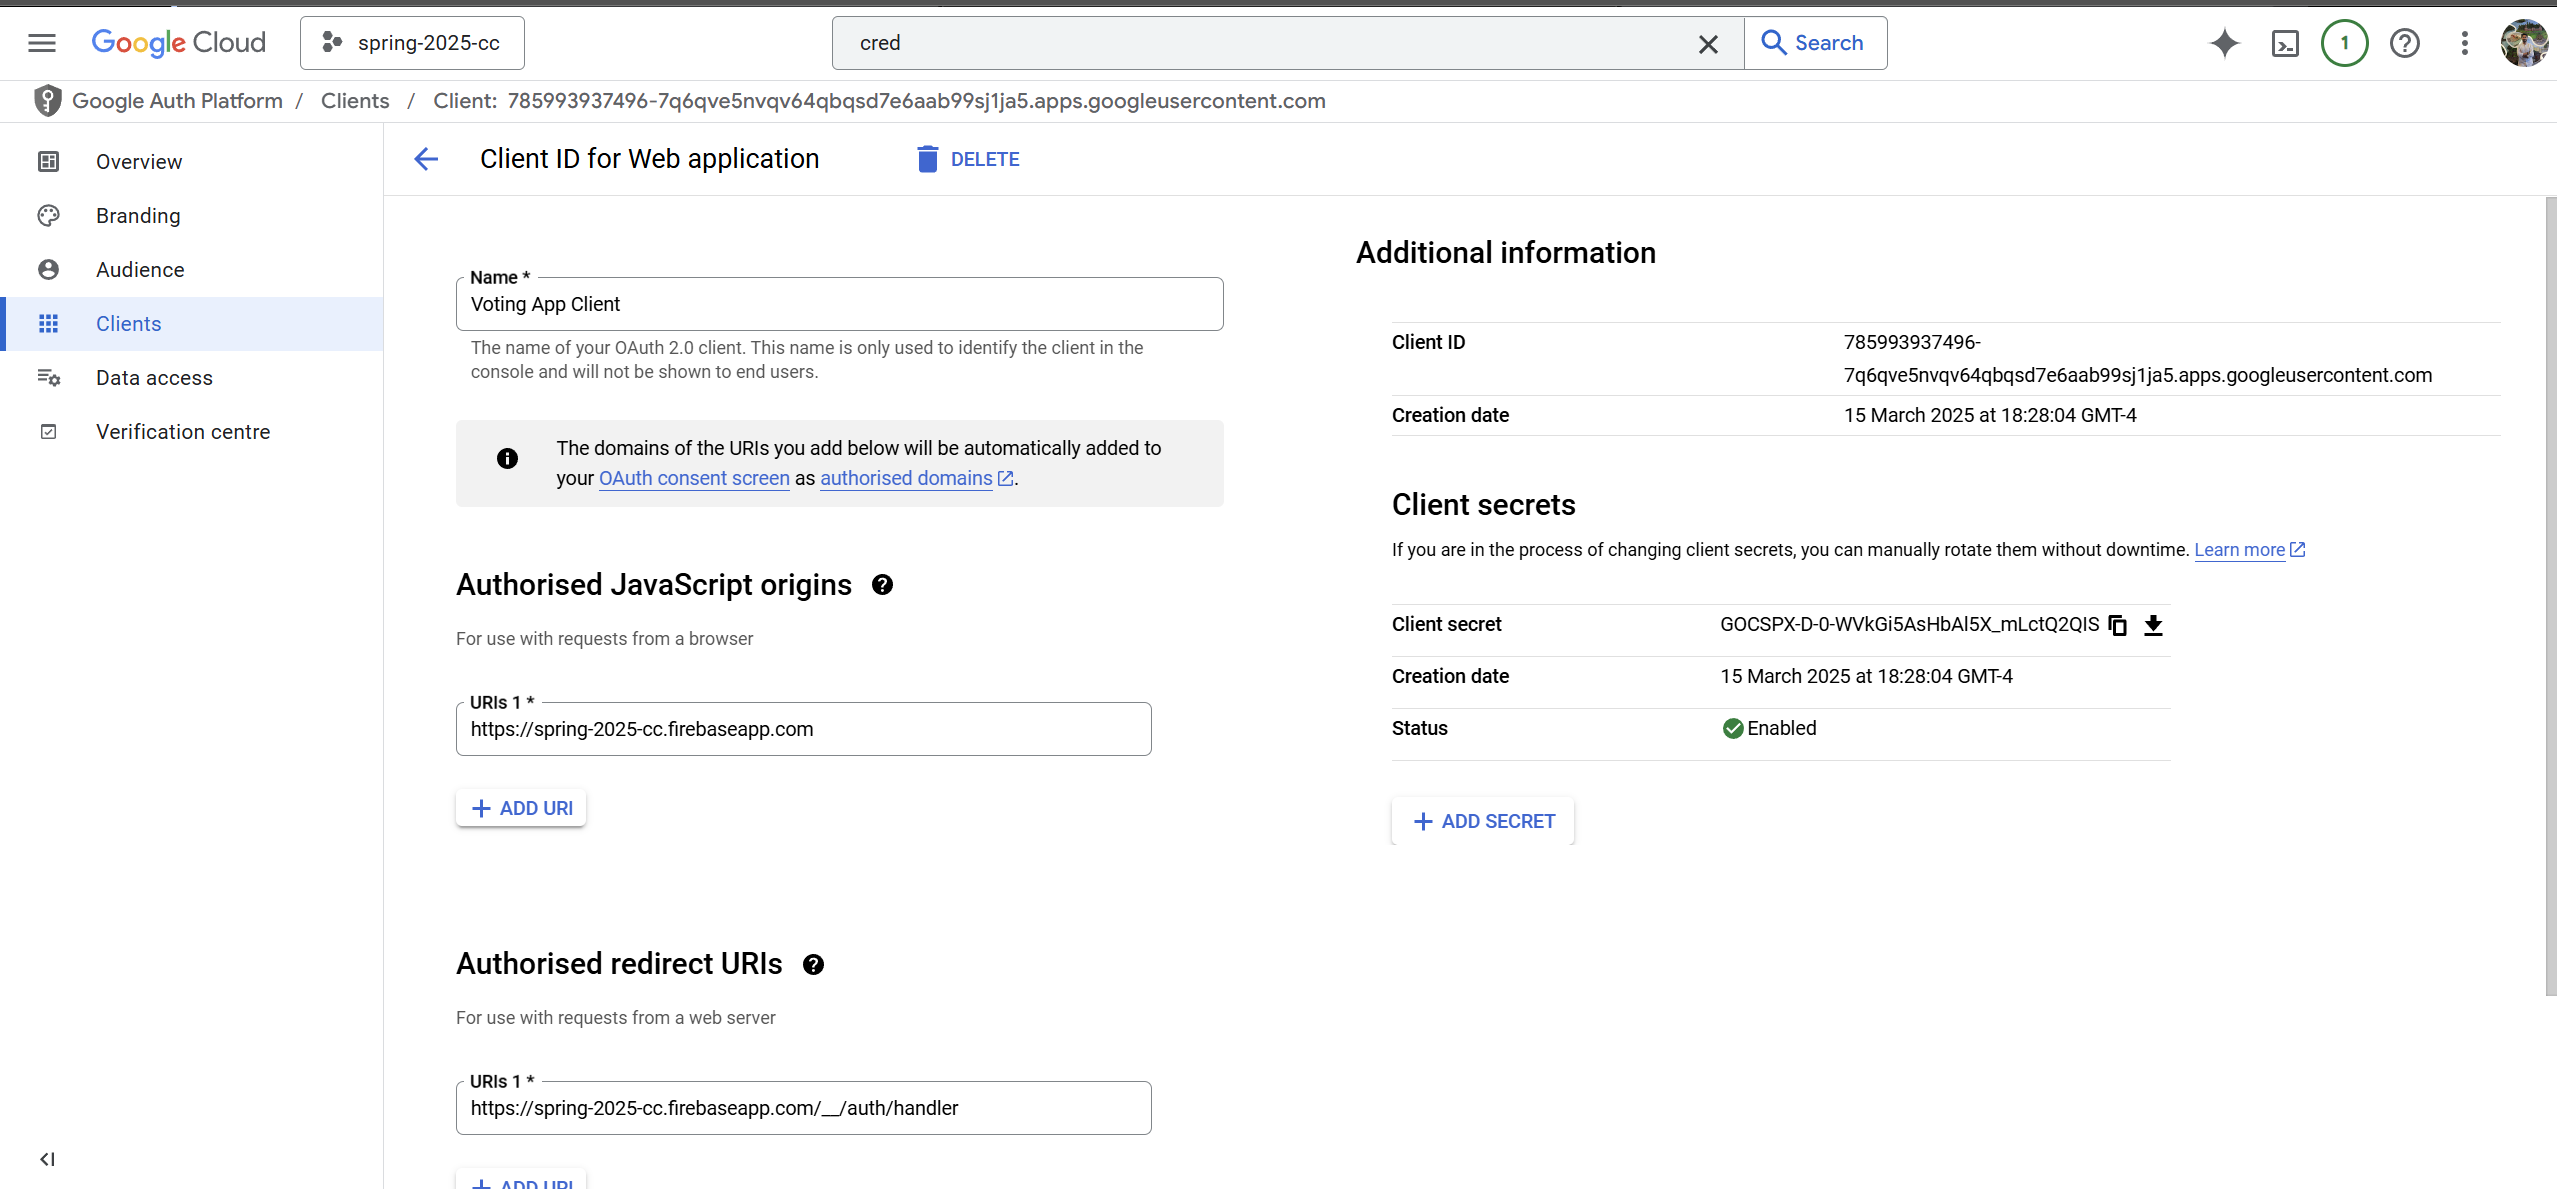 Google Cloud
spring-2025-cc
cred
Search
1
Google Auth Platform / Clients / Client: 785993937496-7q6qve5nvqv64qbqsd7e6aab99sj1ja5.apps.googleusercontent.com
Overview
Branding
Audience
Clients
Data access
Verification centre
Client ID for Web application
DELETE
Name *
Voting App Client
The name of your OAuth 2.0 client. This name is only used to identify the client in the
console and will not be shown to end users.
The domains of the URIs you add below will be automatically added to
your OAuth consent screen as authorised domains.
Authorised JavaScript origins
For use with requests from a browser
URIs 1 *
https://spring-2025-cc.firebaseapp.com
ADD URI
Authorised redirect URIs
For use with requests from a web server
URIs 1 *
https://spring-2025-cc.firebaseapp.com/__/auth/handler
ADD URI
Additional information
Client ID
785993937496-
7q6qve5nvqv64qbqsd7e6aab99sj1ja5.apps.googleusercontent.com
Creation date
15 March 2025 at 18:28:04 GMT-4
Client secrets
If you are in the process of changing client secrets, you can manually rotate them without downtime. Learn more
Client secret
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
Creation date
15 March 2025 at 18:28:04 GMT-4
Status
Enabled
ADD SECRET